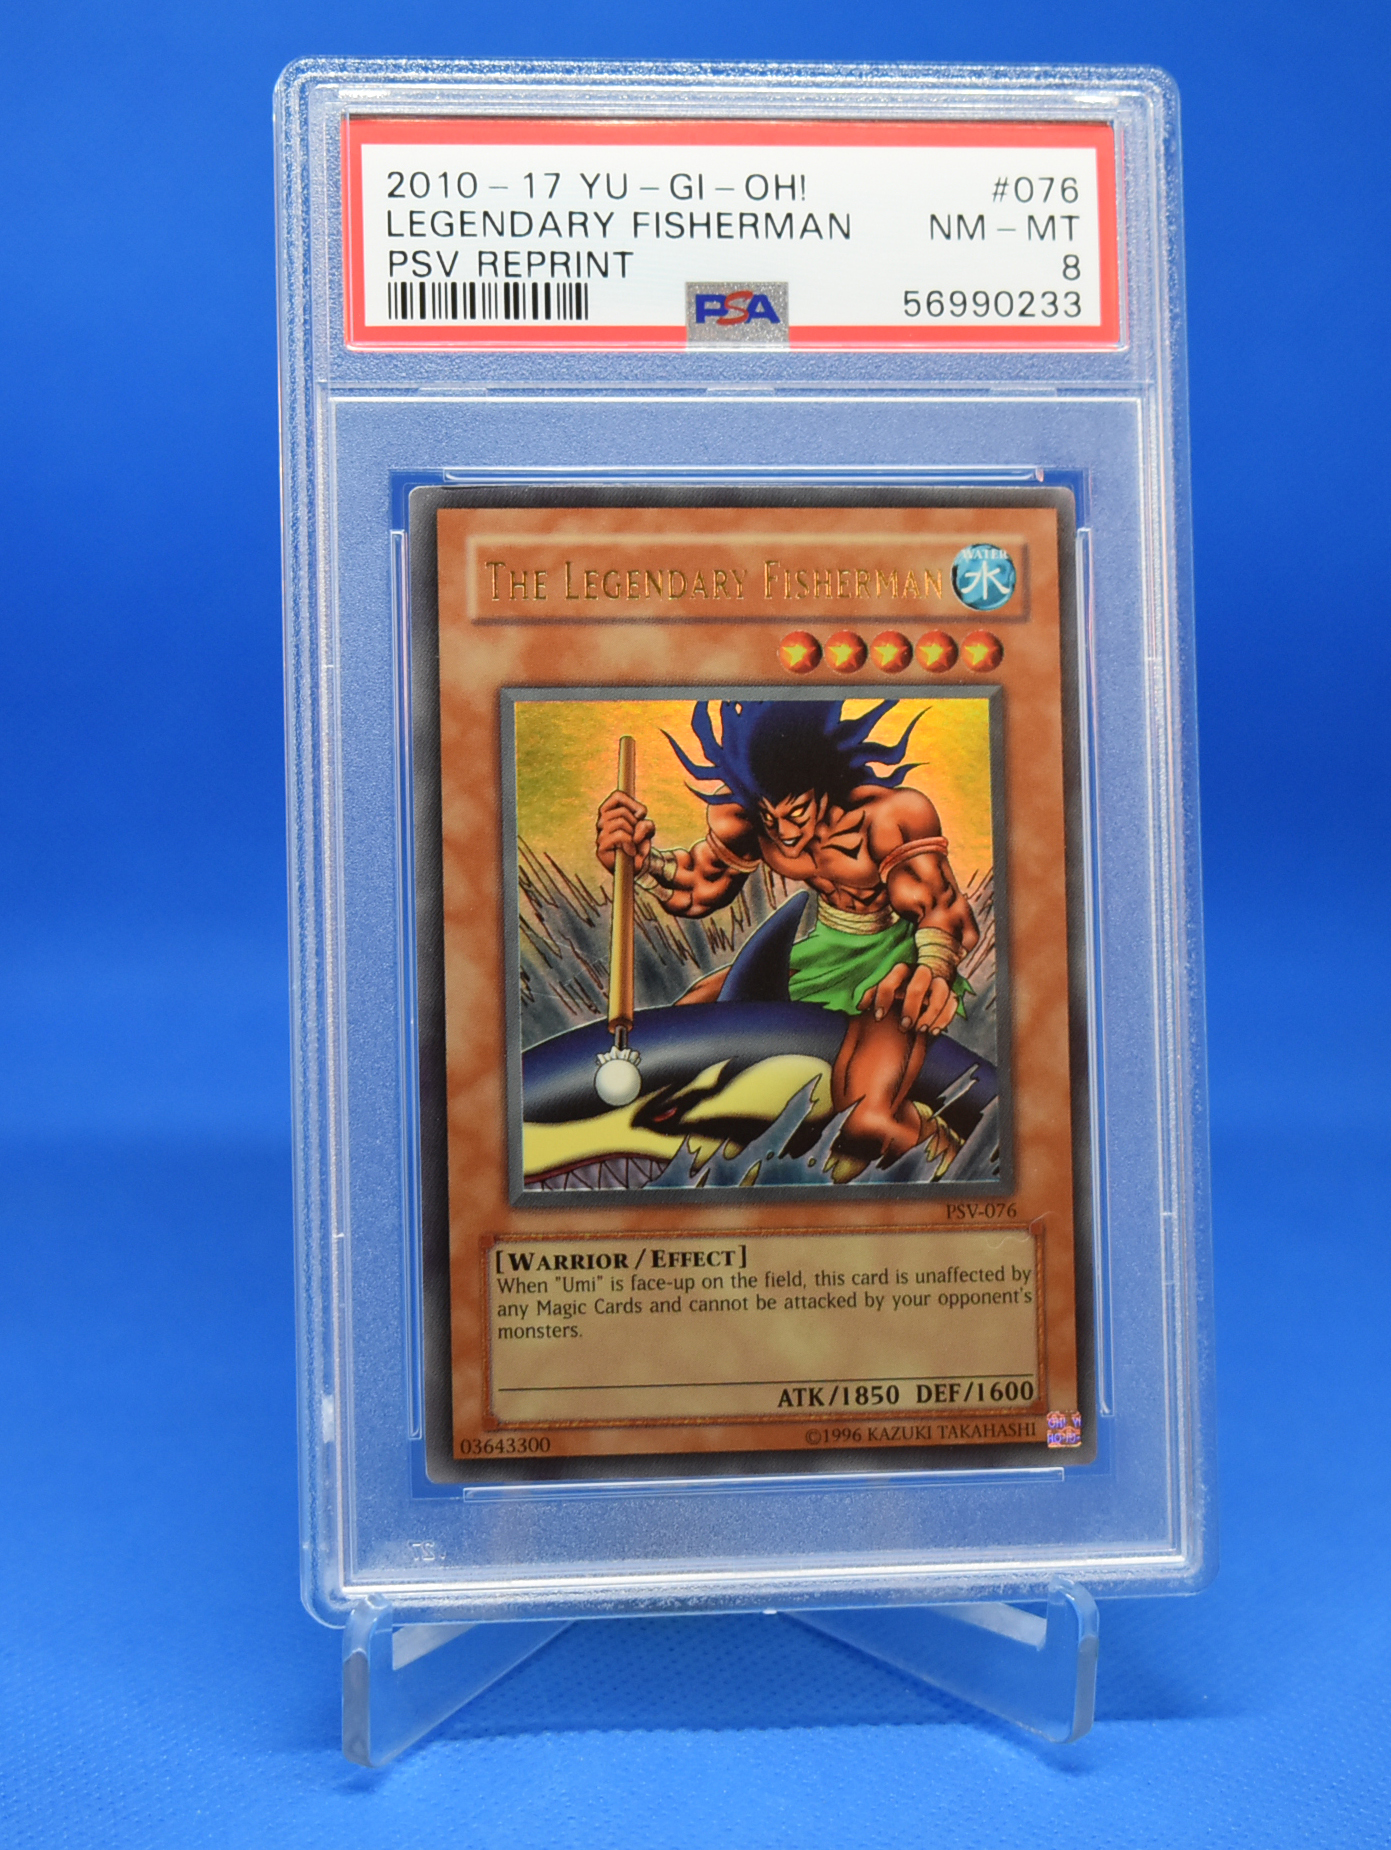 2010 - 17 YU - GI - OH! #076
LEGENDARY FISHERMAN NM - MT
PSV REPRINT 8
56990233
PSA
THE LEGENDARY FISHERMAN
WATER
水
PSV-076
[WARRIOR/EFFECT]
When "Umi" is face-up on the field, this card is unaffected by
any Magic Cards and cannot be attacked by your opponent's
monsters.
ATK/1850 DEF/1600
03643300 ©1996 KAZUKI TAKAHASHI